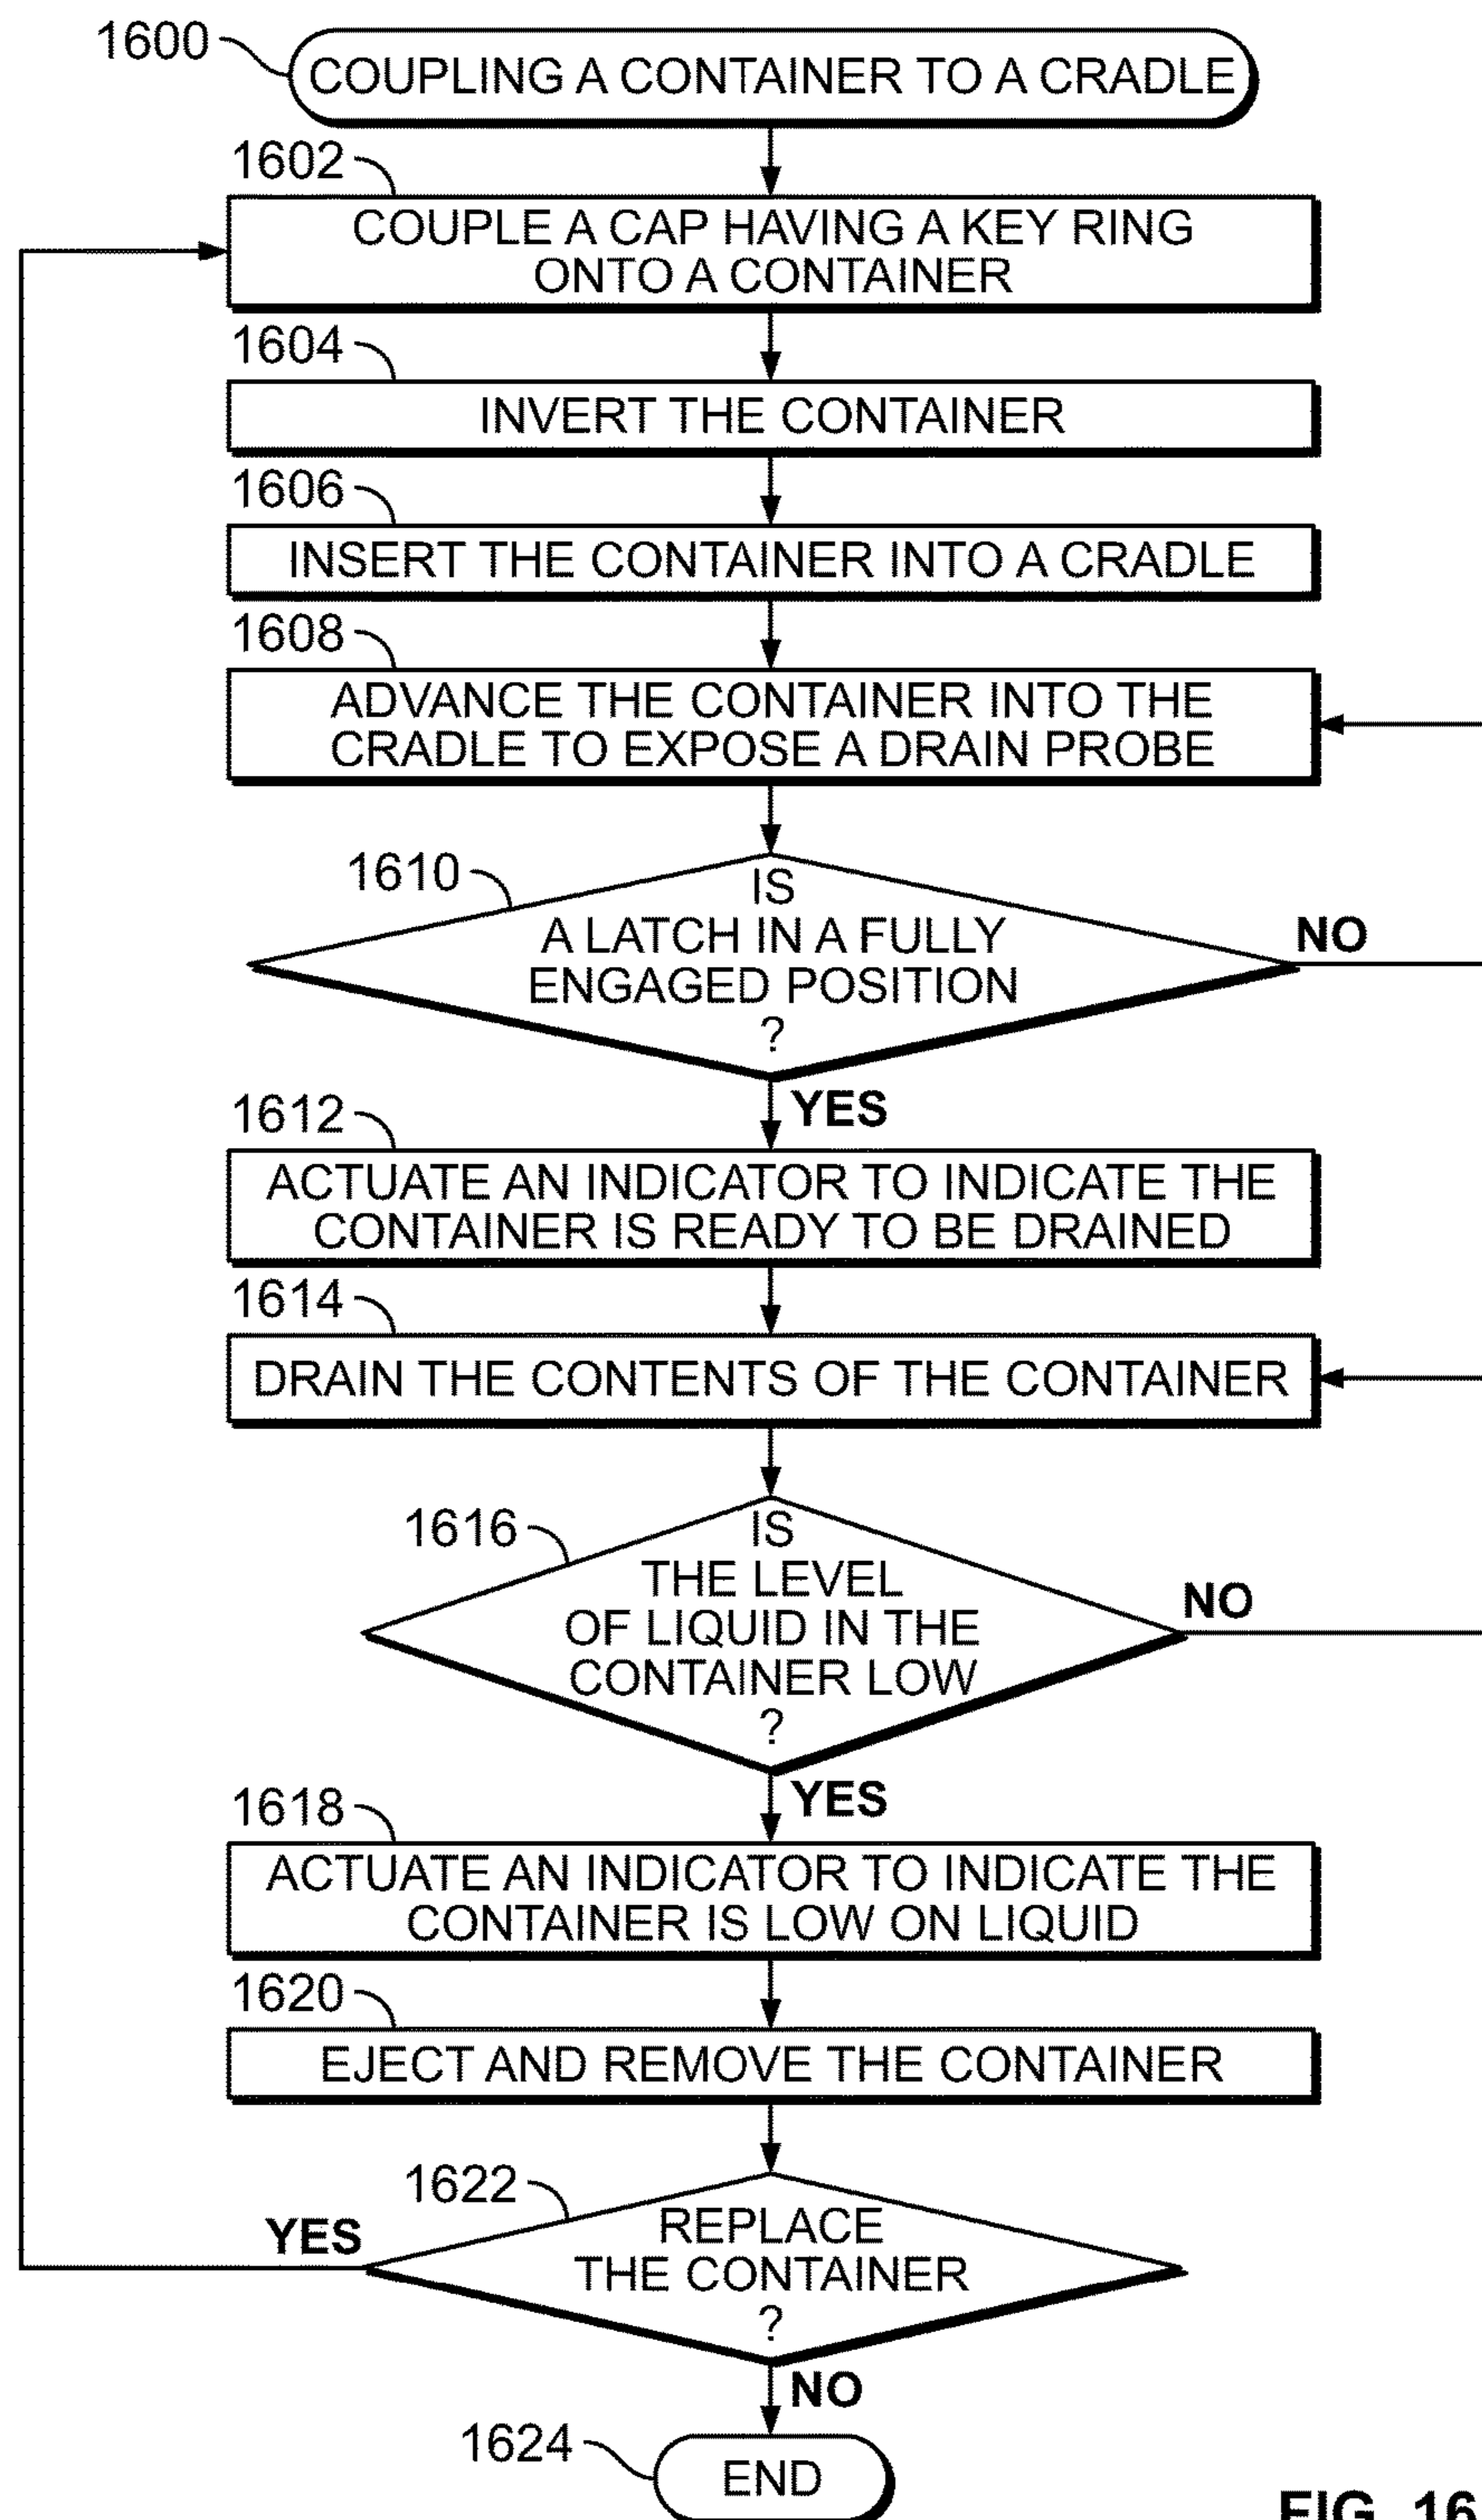 1600
COUPLING A CONTAINER TO A CRADLE
1602
COUPLE A CAP HAVING A KEY RING
ONTO A CONTAINER
1604
INVERT THE CONTAINER
1606
INSERT THE CONTAINER INTO A CRADLE
1608
ADVANCE THE CONTAINER INTO THE
CRADLE TO EXPOSE A DRAIN PROBE
1610
IS
A LATCH IN A FULLY
ENGAGED POSITION
?
NO
YES
1612
ACTUATE AN INDICATOR TO INDICATE THE
CONTAINER IS READY TO BE DRAINED
1614
DRAIN THE CONTENTS OF THE CONTAINER
1616
IS
THE LEVEL
OF LIQUID IN THE
CONTAINER LOW
?
NO
YES
1618
ACTUATE AN INDICATOR TO INDICATE THE
CONTAINER IS LOW ON LIQUID
1620
EJECT AND REMOVE THE CONTAINER
1622
REPLACE
THE CONTAINER
?
YES
NO
1624
END
FIG. 16